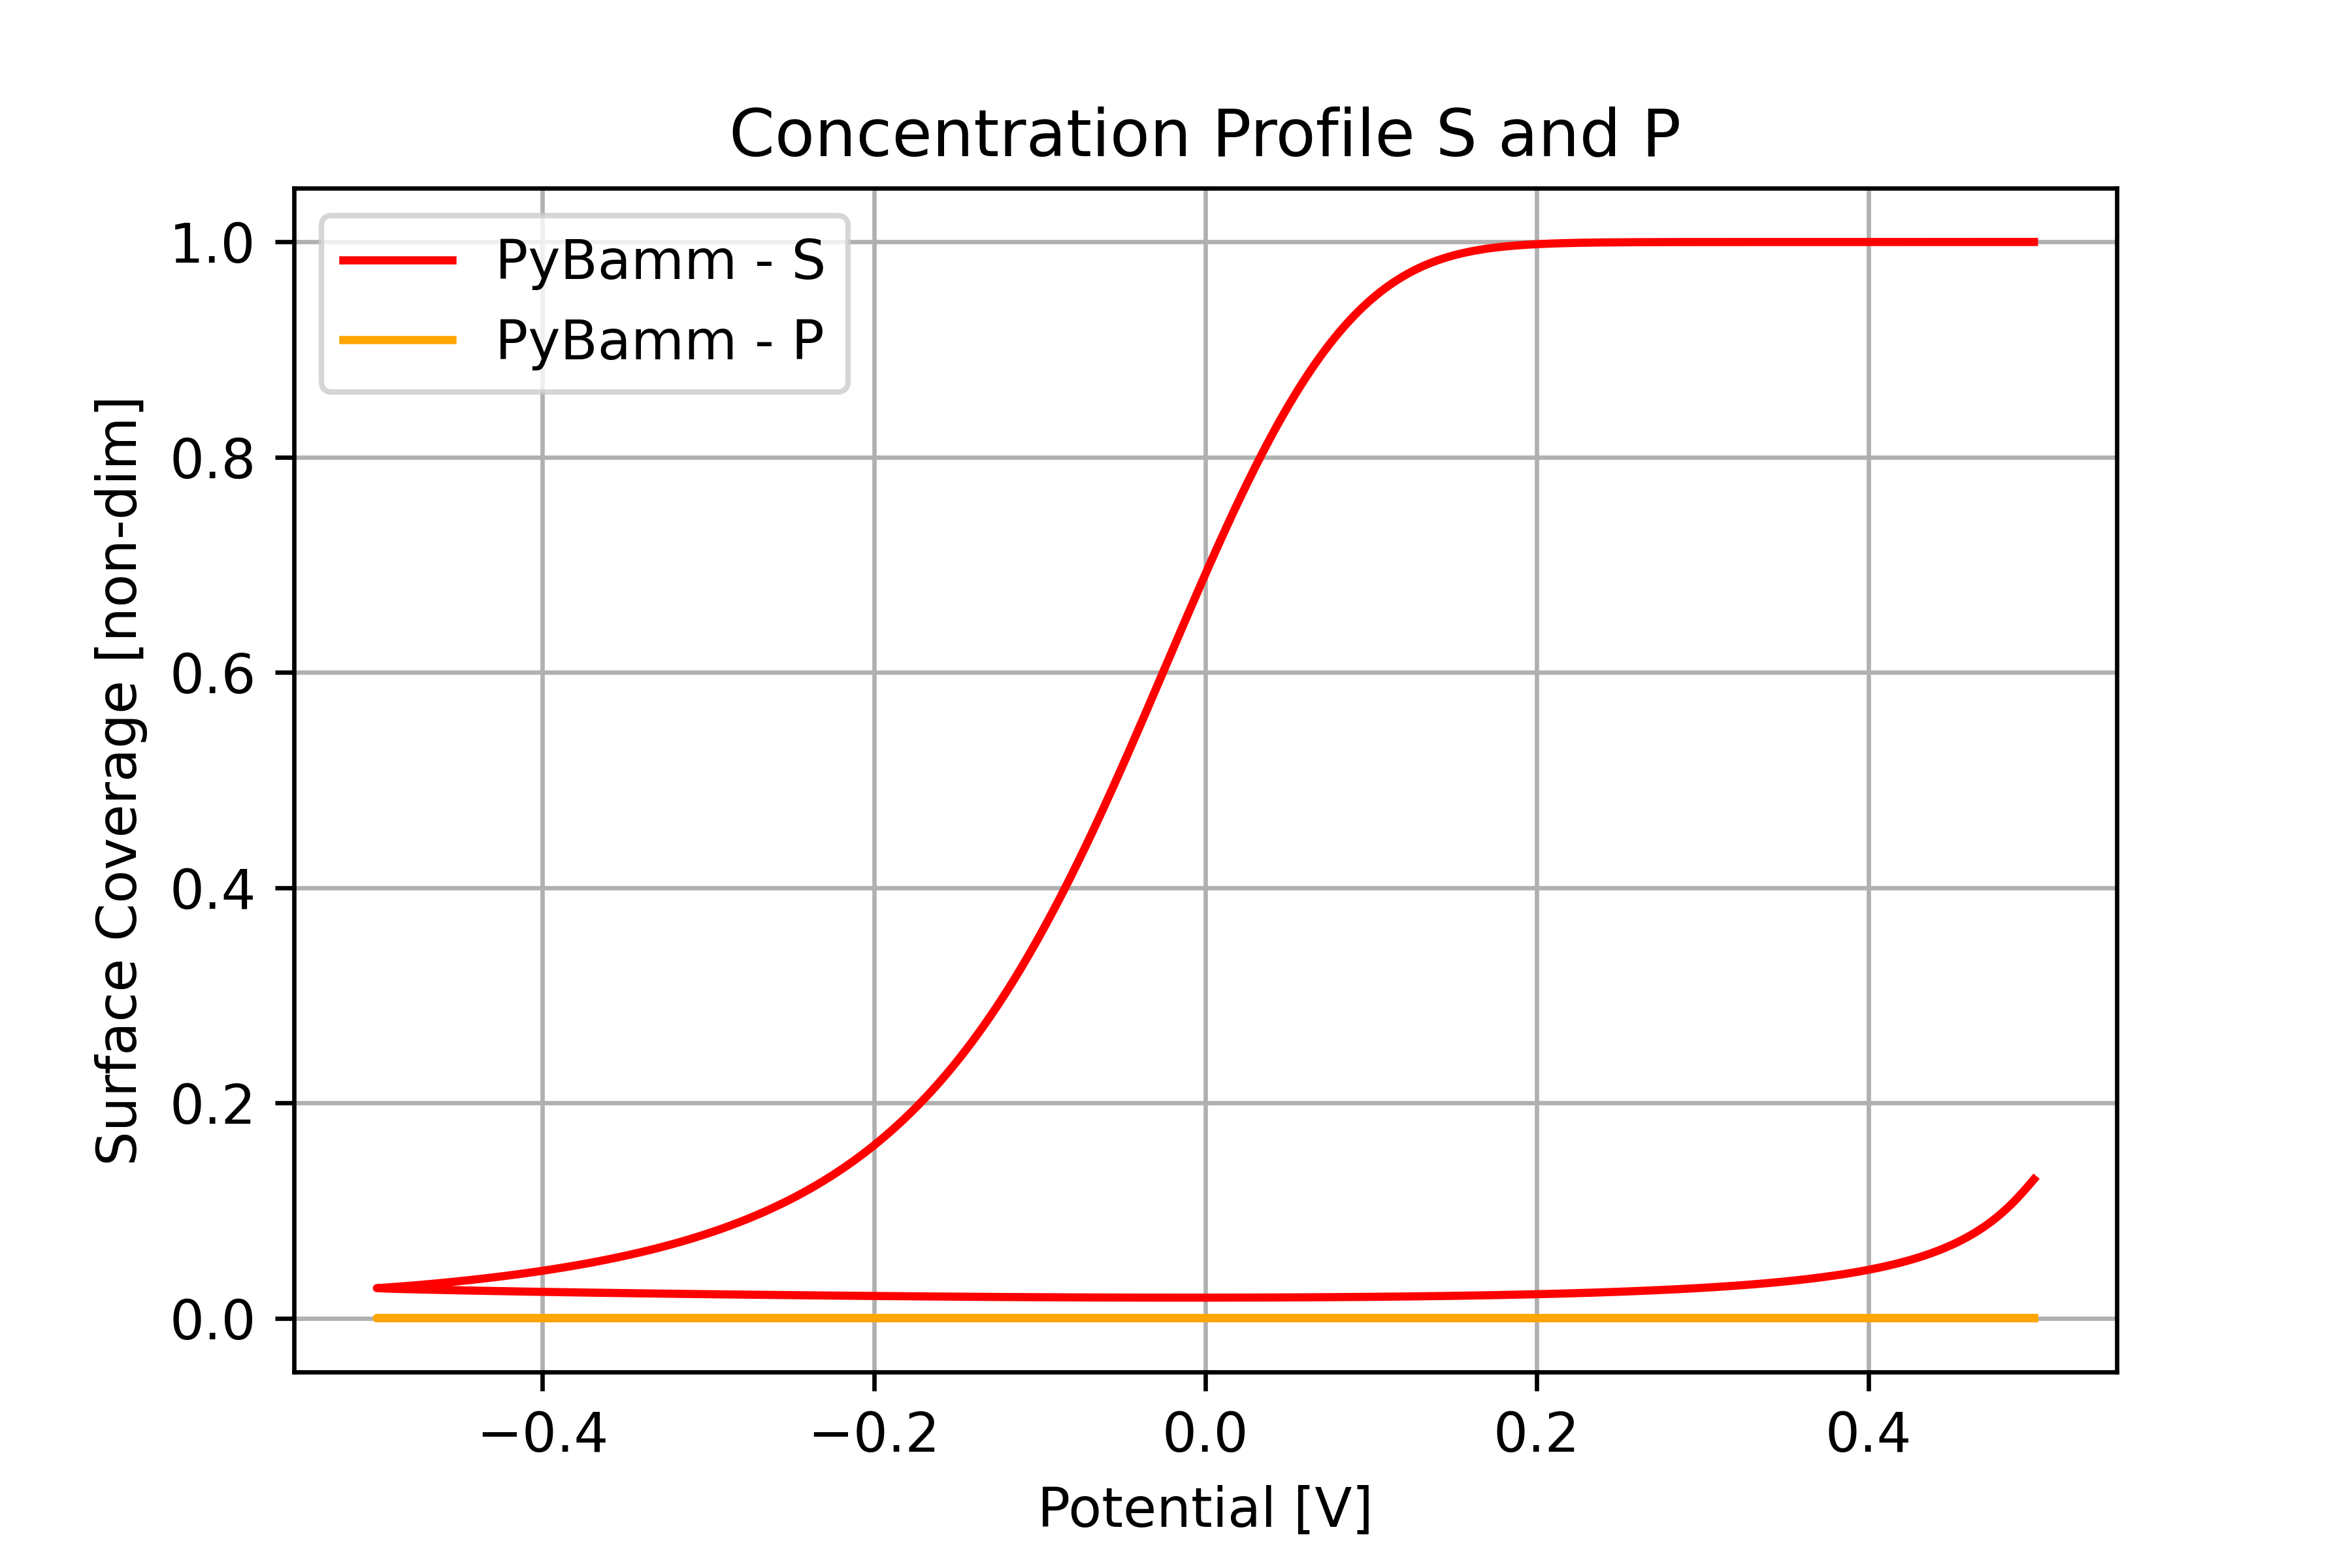 Concentration Profile S and P
PyBamm - S
PyBamm - P
Surface Coverage [non-dim]
1.0
0.8
0.6
0.4
0.2
0.0
−0.4
−0.2
0.0
0.2
0.4
Potential [V]